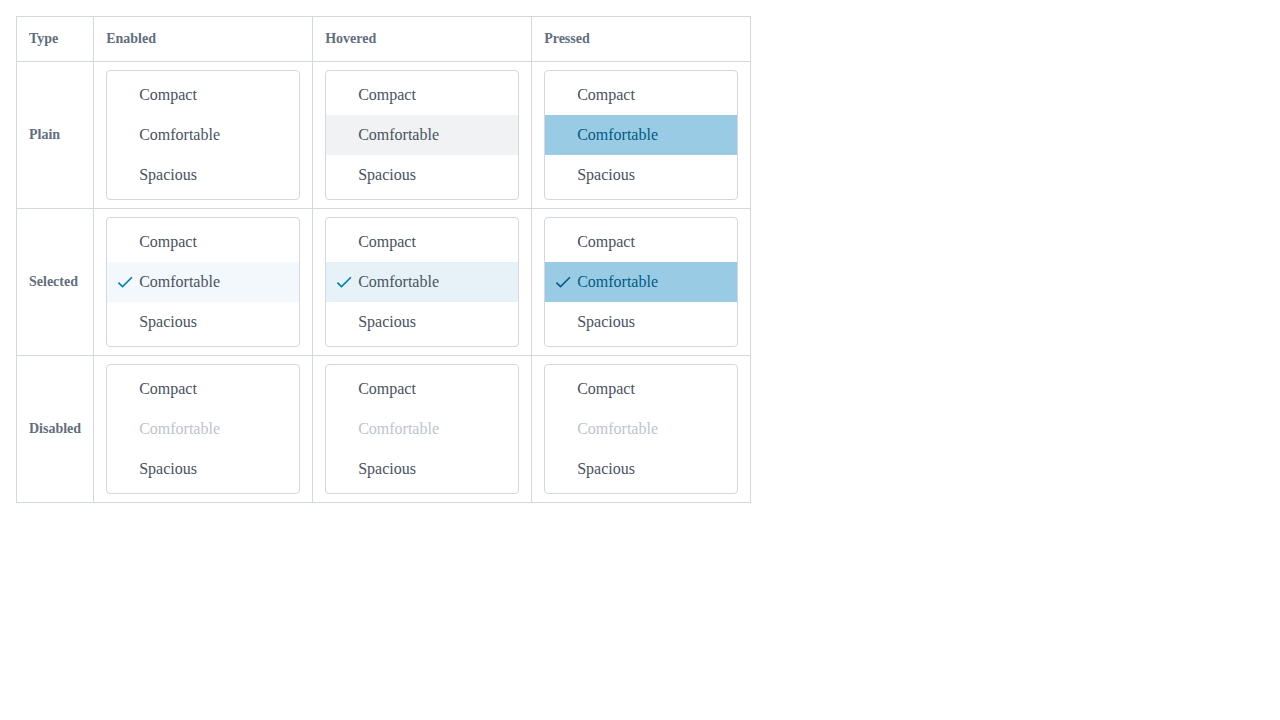 Type Enabled Hovered Pressed
Compact Compact Compact
Plain Comfortable Comfortable Comfortable
Spacious Spacious Spacious
Compact Compact Compact
Selected Comfortable Comfortable Comfortable
Spacious Spacious Spacious
Compact Compact Compact
Disabled Comfortable Comfortable Comfortable
Spacious Spacious Spacious